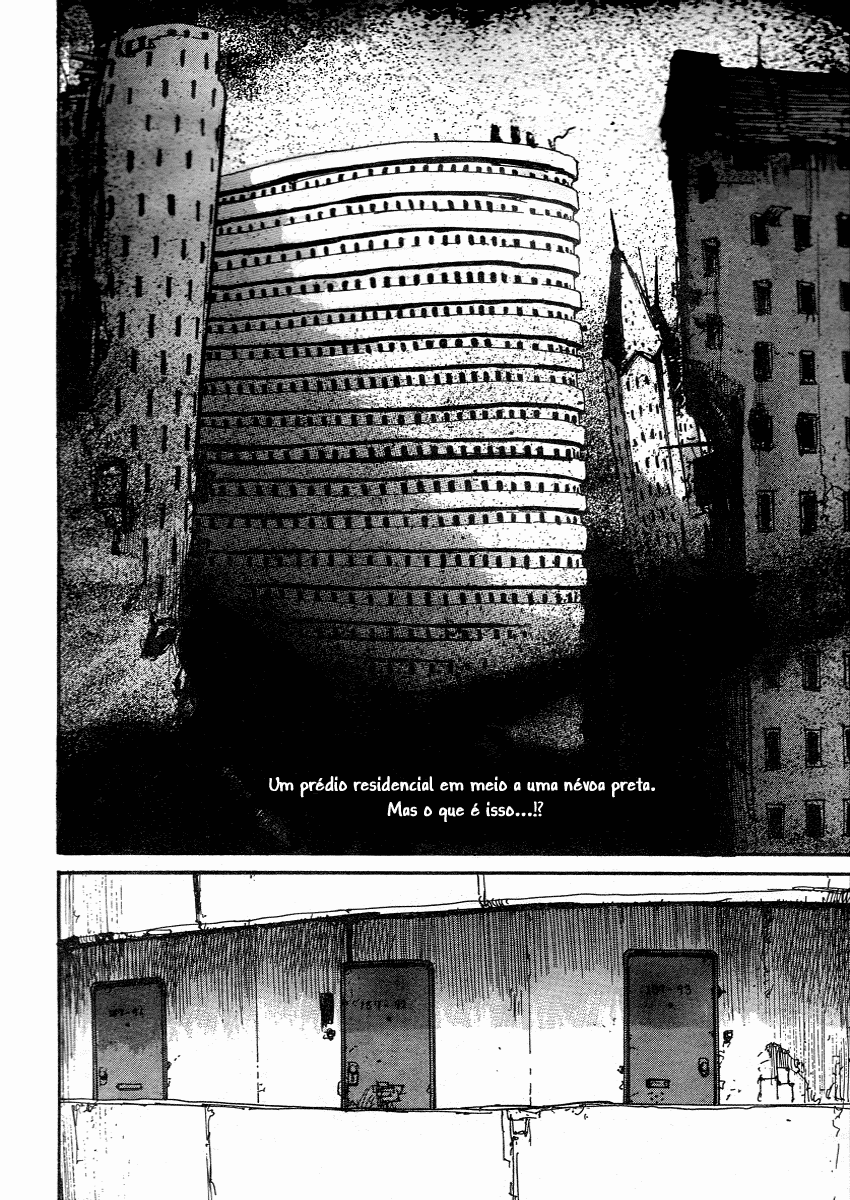 Um prédio residencial em meio a uma névoa preta.
Mas o que é isso...!?